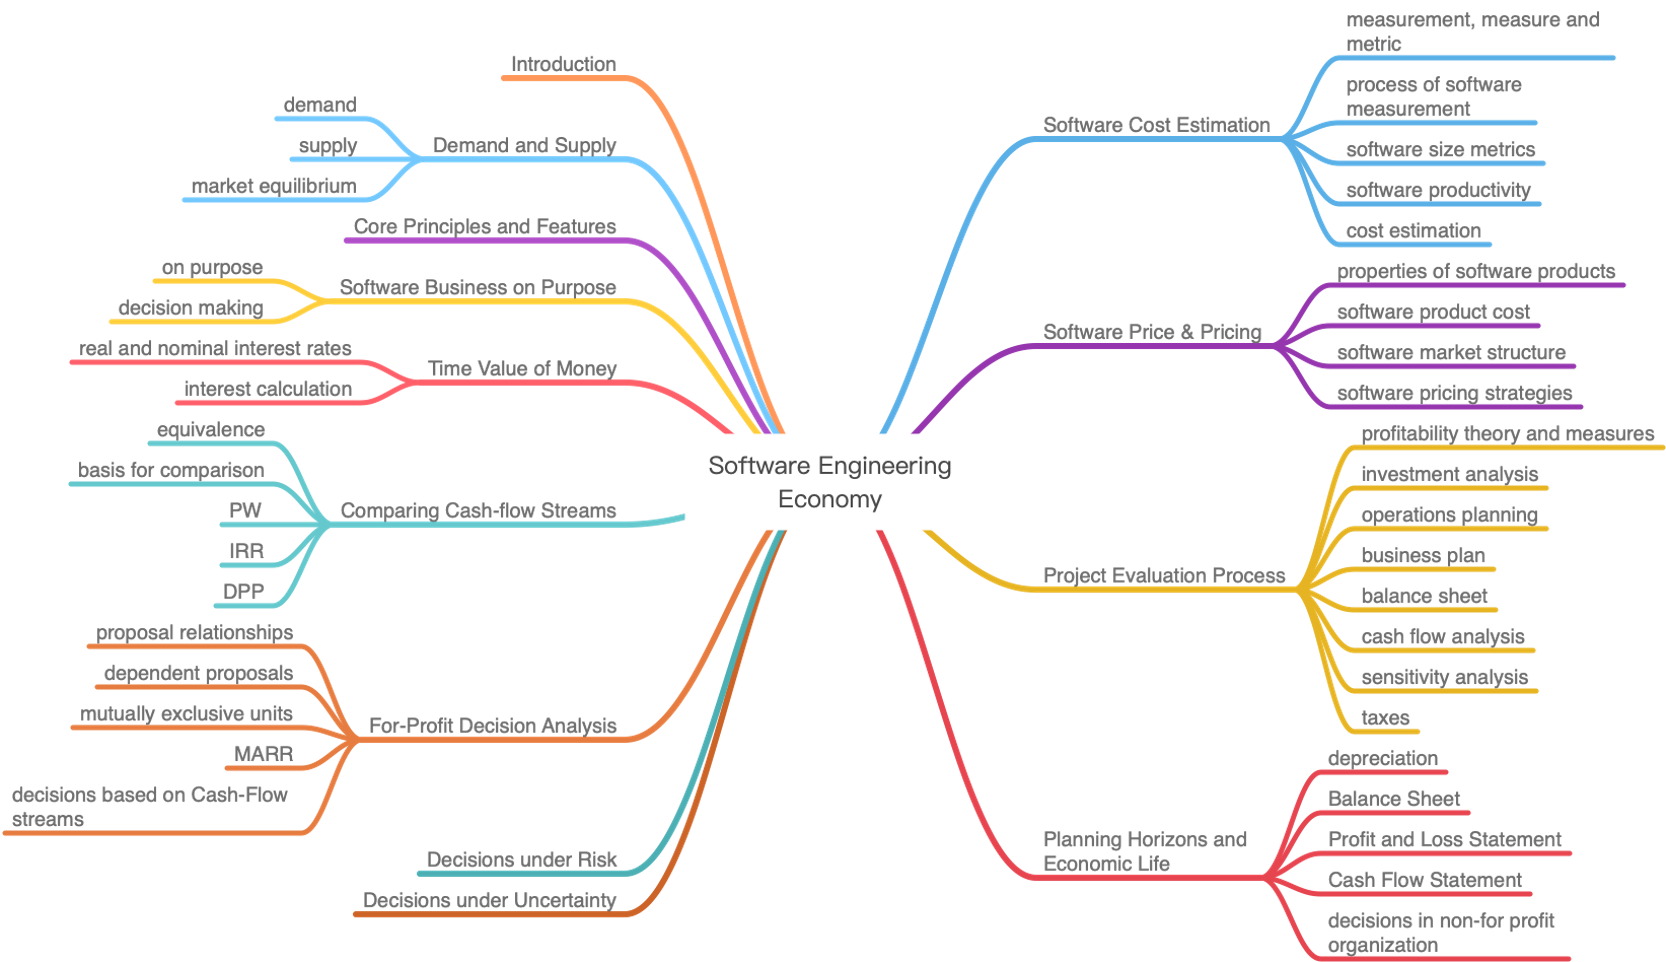 Software Engineering
Economy
Introduction
Demand and Supply
demand
supply
market equilibrium
Core Principles and Features
Software Business on Purpose
on purpose
decision making
Time Value of Money
real and nominal interest rates
interest calculation
Comparing Cash-flow Streams
equivalence
basis for comparison
PW
IRR
DPP
For-Profit Decision Analysis
proposal relationships
dependent proposals
mutually exclusive units
MARR
decisions based on Cash-Flow
streams
Decisions under Risk
Decisions under Uncertainty
Software Cost Estimation
measurement, measure and
metric
process of software
measurement
software size metrics
software productivity
cost estimation
Software Price & Pricing
properties of software products
software product cost
software market structure
software pricing strategies
Project Evaluation Process
profitability theory and measures
investment analysis
operations planning
business plan
balance sheet
cash flow analysis
sensitivity analysis
taxes
Planning Horizons and
Economic Life
depreciation
Balance Sheet
Profit and Loss Statement
Cash Flow Statement
decisions in non-for profit
organization